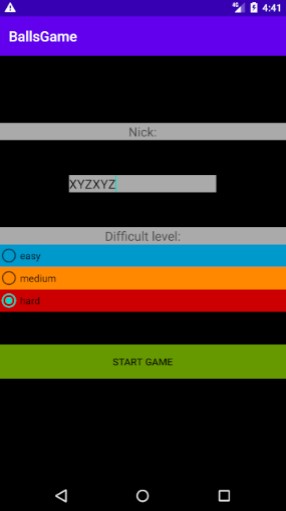 4:41
BallsGame
Nick:
XYZXYZ
Difficult level:
easy
medium
hard
START GAME